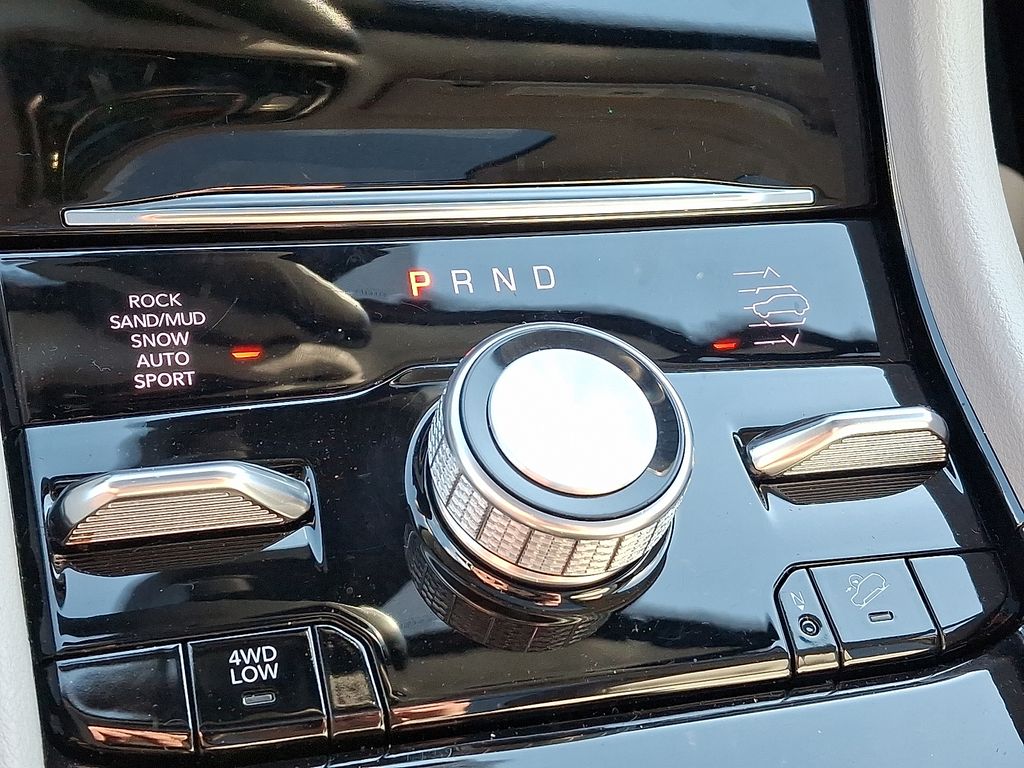 P R N D
ROCK
SAND/MUD
SNOW
AUTO
SPORT
N
4WD
LOW